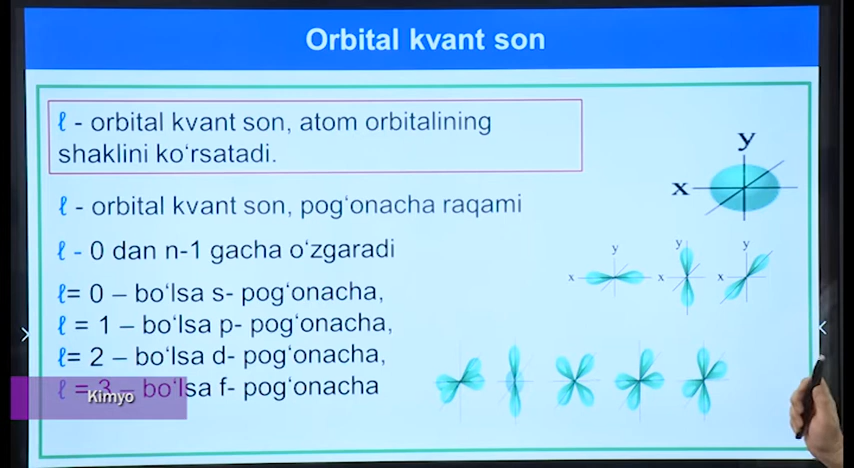 Orbital kvant son
ℓ - orbital kvant son, atom orbitalining
shaklini ko‘rsatadi.
ℓ - orbital kvant son, pog‘onacha raqami
ℓ - 0 dan n-1 gacha o‘zgaradi
ℓ= 0 – bo‘lsa s- pog‘onacha,
ℓ = 1 – bo‘lsa p- pog‘onacha,
ℓ= 2 – bo‘lsa d- pog‘onacha,
ℓ = 3 – bo‘lsa f- pog‘onacha
Kimyo
y
x
y
x
y
x
y
x